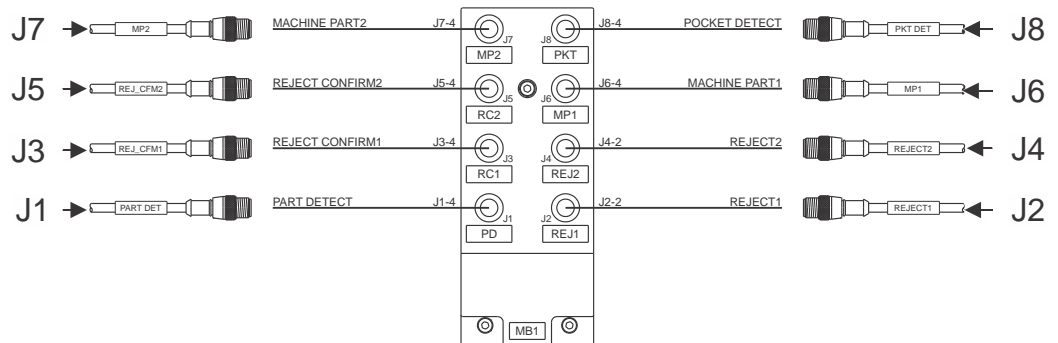 J7 MP2 MACHINE PART2 J7-4 J7 J8 J8-4 POCKET DETECT PKT DET J8
MP2 PKT
J5 REJ_CFM2 REJECT CONFIRM2 J5-4 J5 J6 J6-4 MACHINE PART1 MP1 J6
RC2 MP1
J3 REJ_CFM1 REJECT CONFIRM1 J3-4 J3 J4 J4-2 REJECT2 REJECT2 J4
RC1 REJ2
J1 PART DET PART DETECT J1-4 J1 J2 J2-2 REJECT1 REJECT1 J2
PD REJ1
MB1